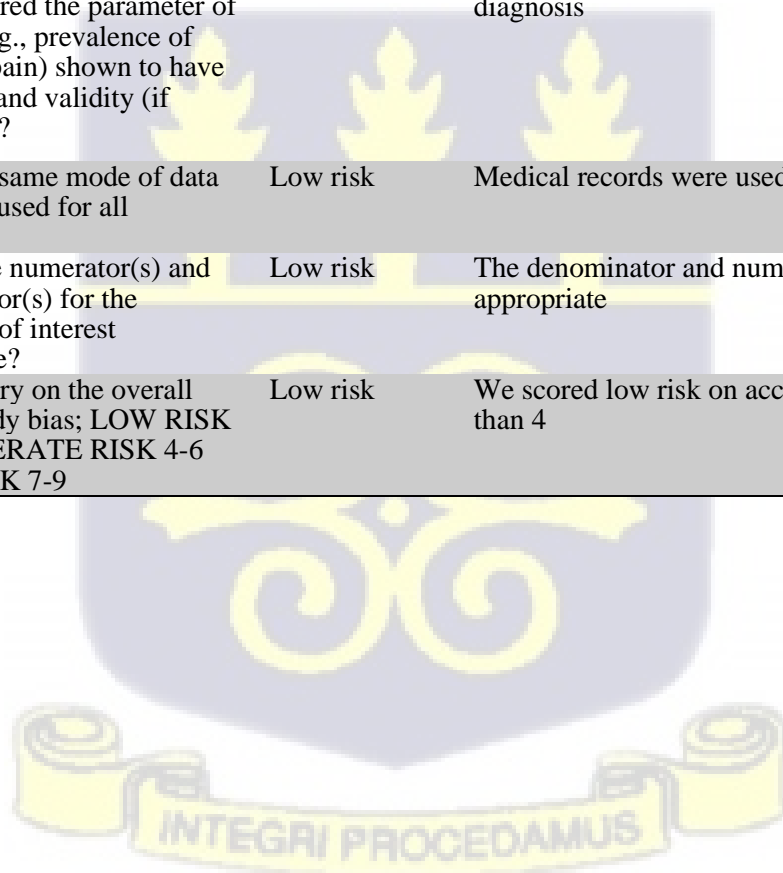 red the parameter of
diagnosis
g., prevalence of
pain) shown to have
and validity (if
?
same mode of data Low risk Medical records were used
used for all
numerator(s) and Low risk The denominator and num
or(s) for the appropriate
of interest
e?
ry on the overall Low risk We scored low risk on acc
dy bias; LOW RISK than 4
ERATE RISK 4-6
K 7-9
INTEGRI PROCEDAMUS